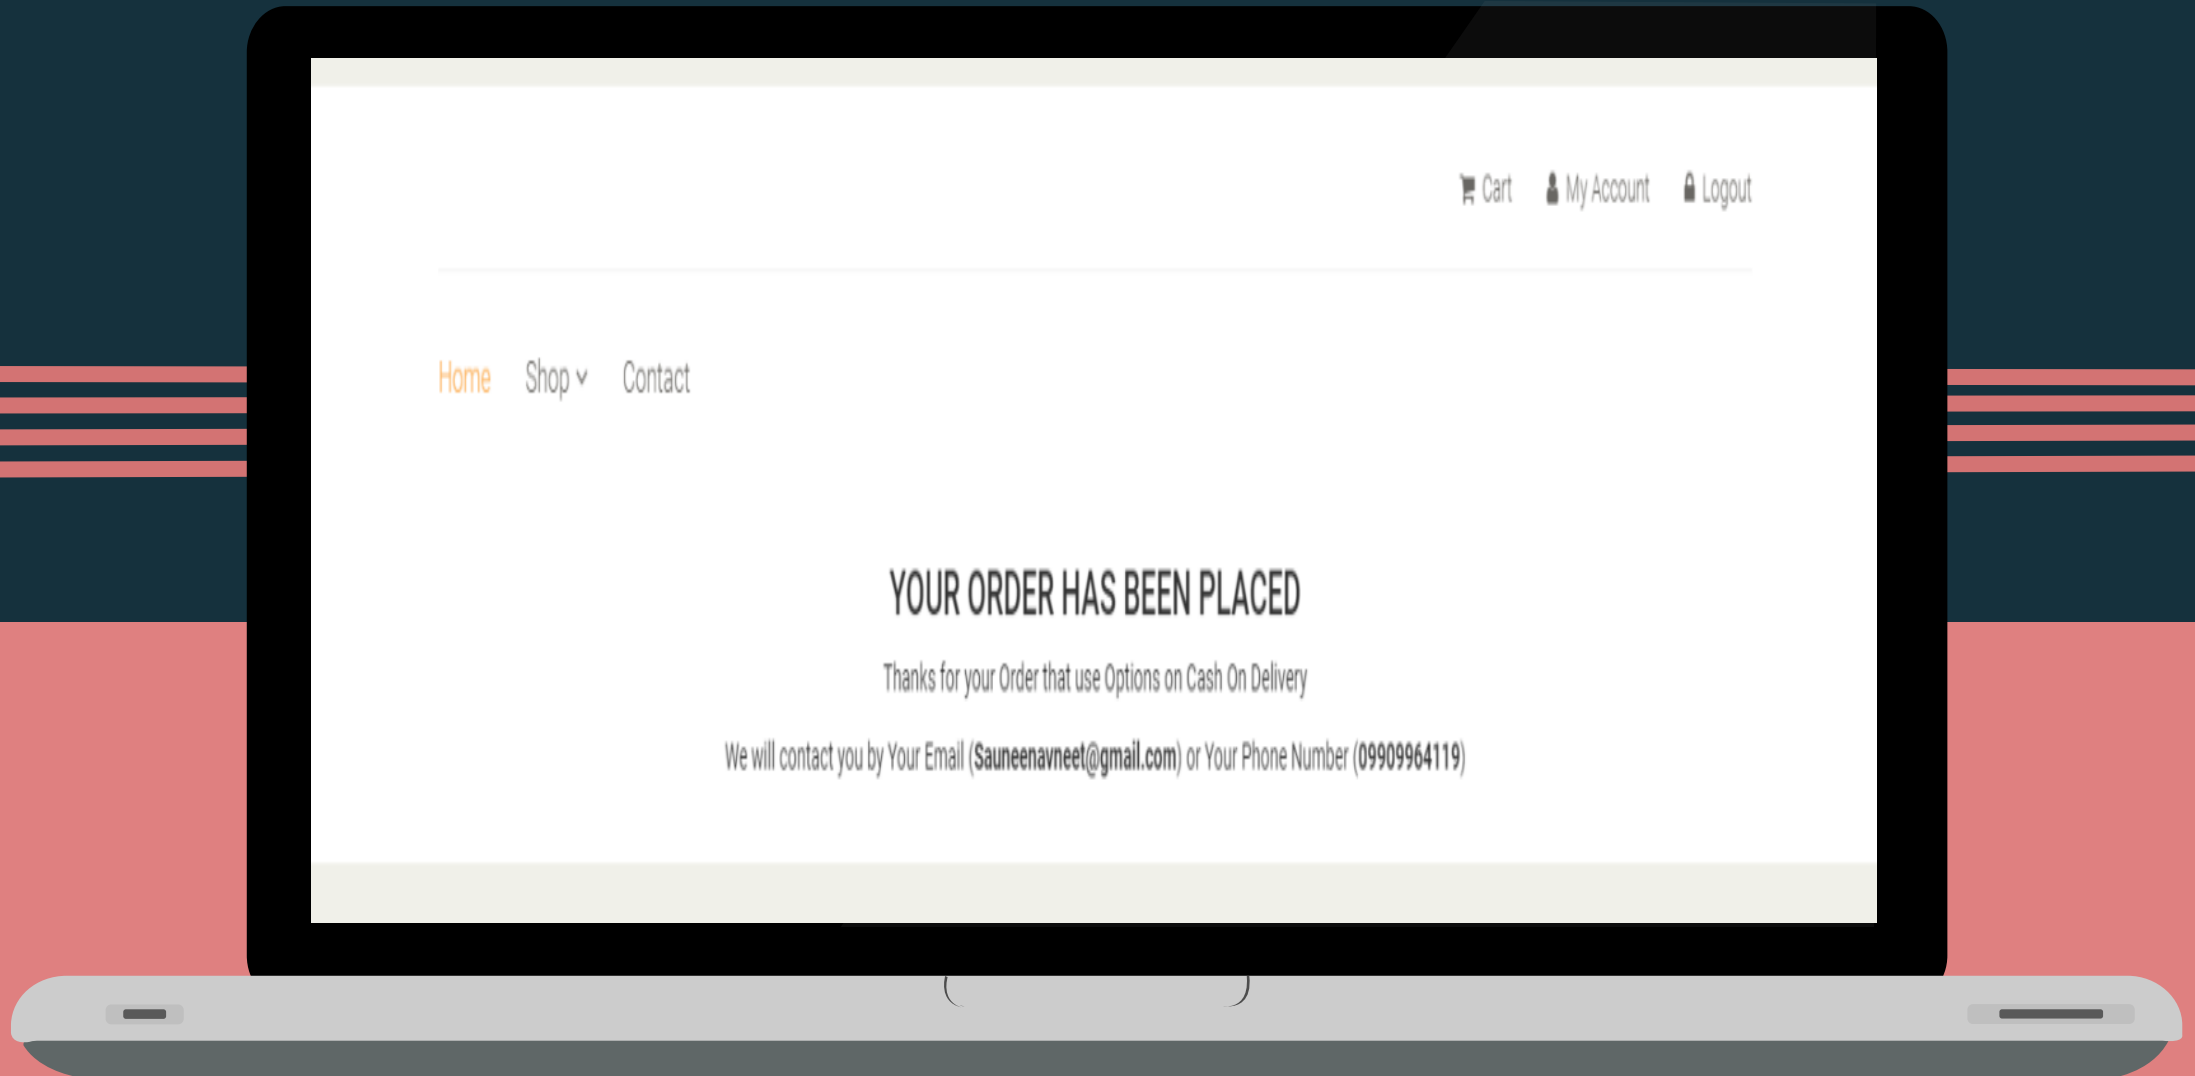 Cart My Account Logout
Home Shop Contact
YOUR ORDER HAS BEEN PLACED
Thanks for your Order that use Options on Cash On Delivery
We will contact you by Your Email (Sauneenavneet@gmail.com) or Your Phone Number (09909964119)